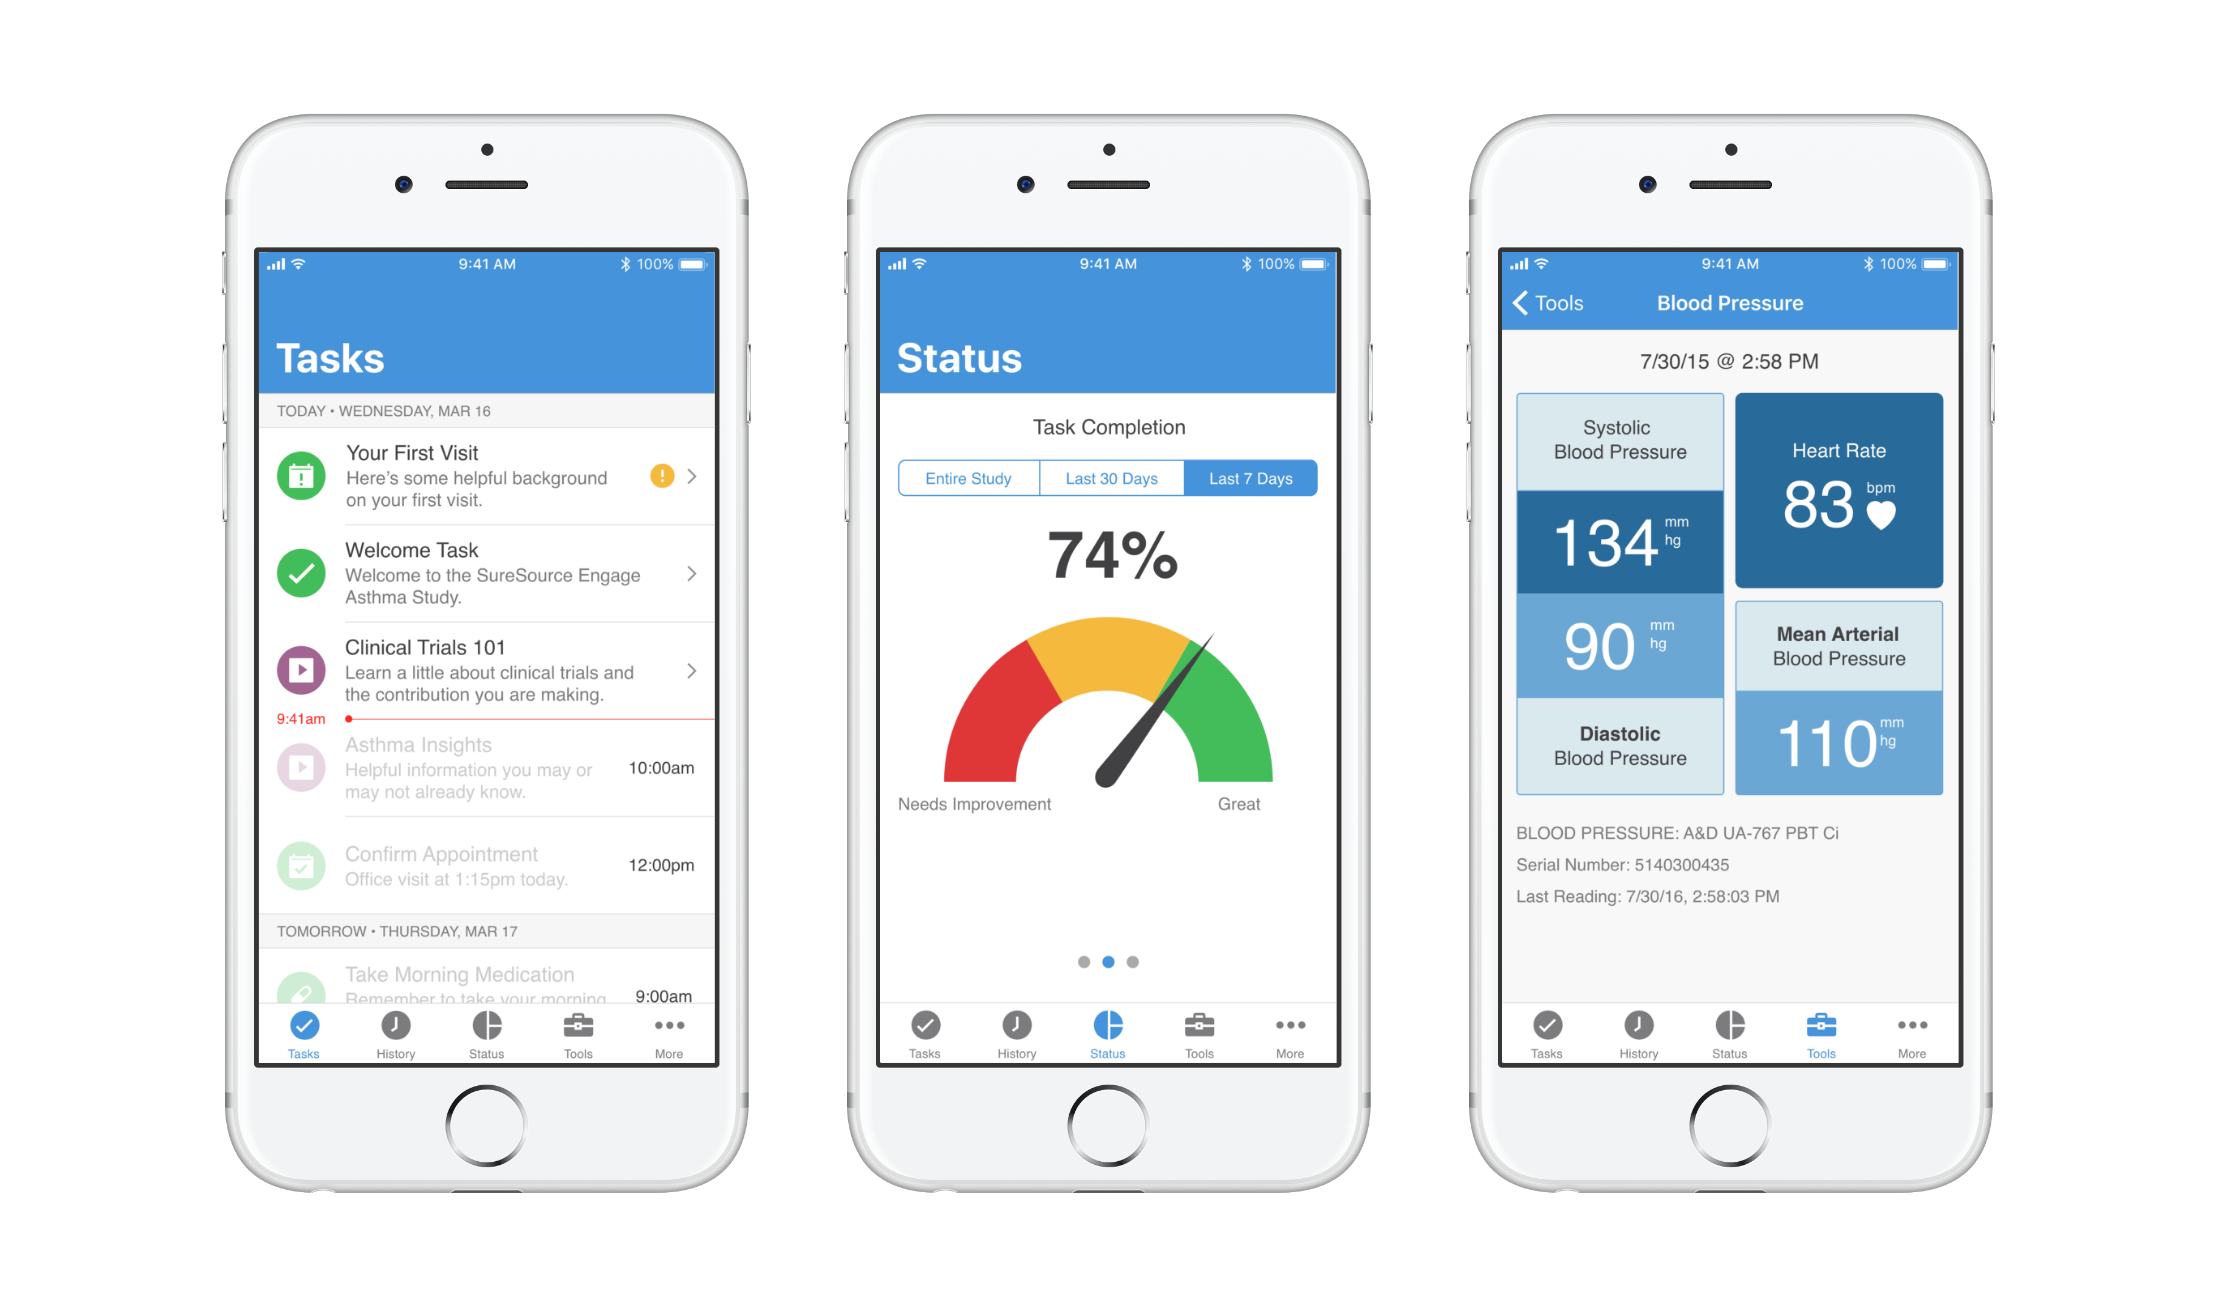 9:41 AM
100%
Tasks
TODAY • WEDNESDAY, MAR 16
Your First Visit
Here's some helpful background
on your first visit.
Welcome Task
Welcome to the SureSource Engage
Asthma Study.
Clinical Trials 101
Learn a little about clinical trials and
the contribution you are making.
9:41am
Asthma Insights
Helpful information you may or
may not already know.
10:00am
Confirm Appointment
Office visit at 1:15pm today.
12:00pm
TOMORROW • THURSDAY, MAR 17
Take Morning Medication
Remember to take your morning
9:00am
Tasks
History
Status
Tools
More
9:41 AM
100%
Status
Task Completion
Entire Study
Last 30 Days
Last 7 Days
74%
Needs Improvement
Great
Tasks
History
Status
Tools
More
9:41 AM
100%
Tools
Blood Pressure
7/30/15 @ 2:58 PM
Systolic
Blood Pressure
134 mm
hg
90 mm
hg
Diastolic
Blood Pressure
Heart Rate
83 bpm
Mean Arterial
Blood Pressure
110 mm
hg
BLOOD PRESSURE: A&D UA-767 PBT Ci
Serial Number: 5140300435
Last Reading: 7/30/16, 2:58:03 PM
Tasks
History
Status
Tools
More